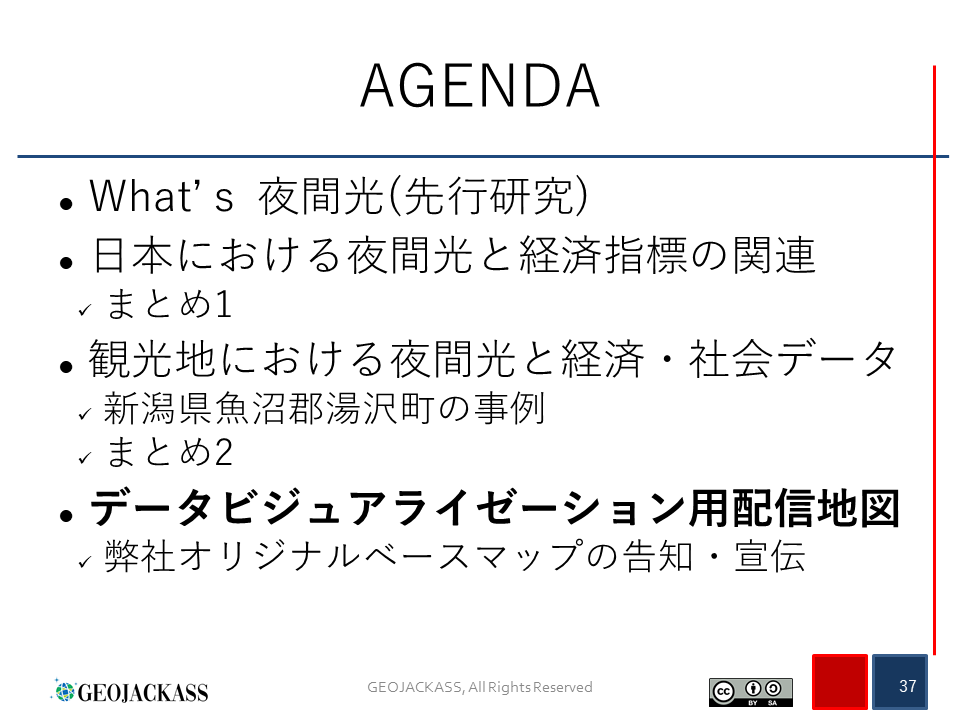 AGENDA
What’s 夜間光(先行研究)
日本における夜間光と経済指標の関連
まとめ1
観光地における夜間光と経済・社会データ
新潟県魚沼郡湯沢町の事例
まとめ2
データビジュアライゼーション用配信地図
弊社オリジナルベースマップの告知・宣伝
GEOJACKASS
GEOJACKASS, All Rights Reserved
cc
BY SA
37